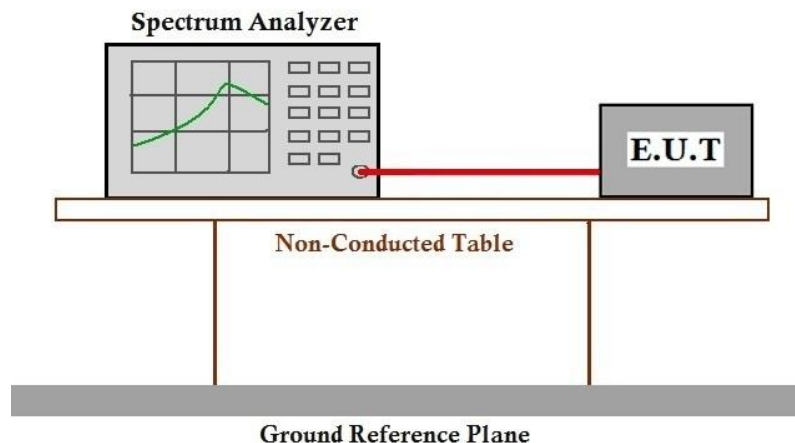 Spectrum Analyzer
E.U.T
Non-Conducted Table
Ground Reference Plane